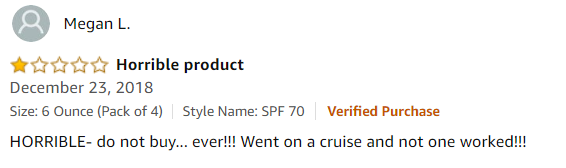 Megan L.
Horrible product
December 23, 2018
Size: 6 Ounce (Pack of 4) Style Name: SPF 70 Verified Purchase
HORRIBLE- do not buy... ever!!! Went on a cruise and not one worked!!!